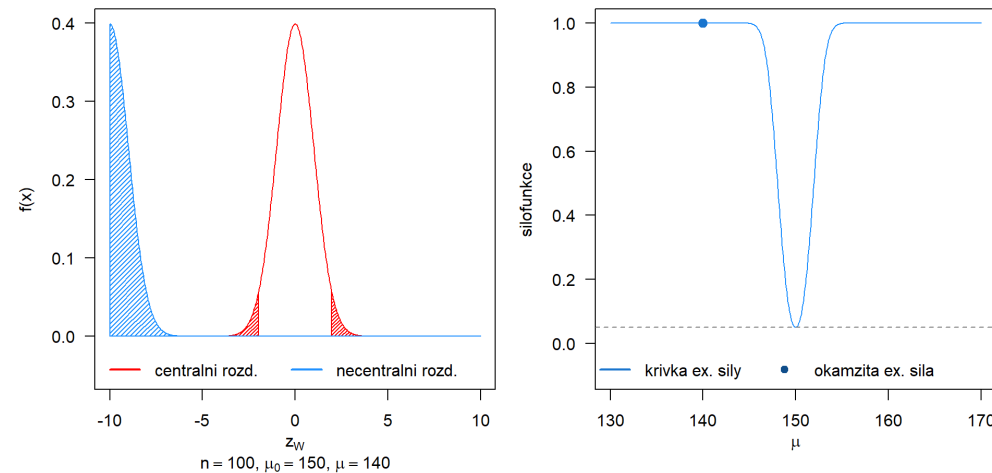 f(x)
0.4
0.3
0.2
0.1
0.0
centralni rozd. necentralni rozd.
-10 -5 0 5 10
z_W
n = 100, μ₀ = 150, μ = 140
silofunkce
1.0
0.8
0.6
0.4
0.2
0.0
krivka ex. sily okamzita ex. sila
130 140 150 160 170
μ